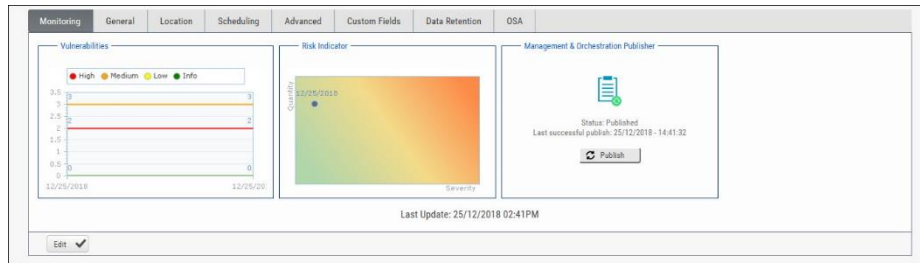 Monitoring General Location Scheduling Advanced Custom Fields Data Retention OSA
Vulnerabilities
High Medium Low Info
3.5
3
2.5
2
1.5
1
0.5
0
3 3
2 2
0 0
12/25/2018 12/25/20
Risk Indicator
Quantity
12/25/2018
Severity
Management & Orchestration Publisher
Status: Published
Last successful publish: 25/12/2018 - 14:41:32
Publish
Last Update: 25/12/2018 02:41PM
Edit